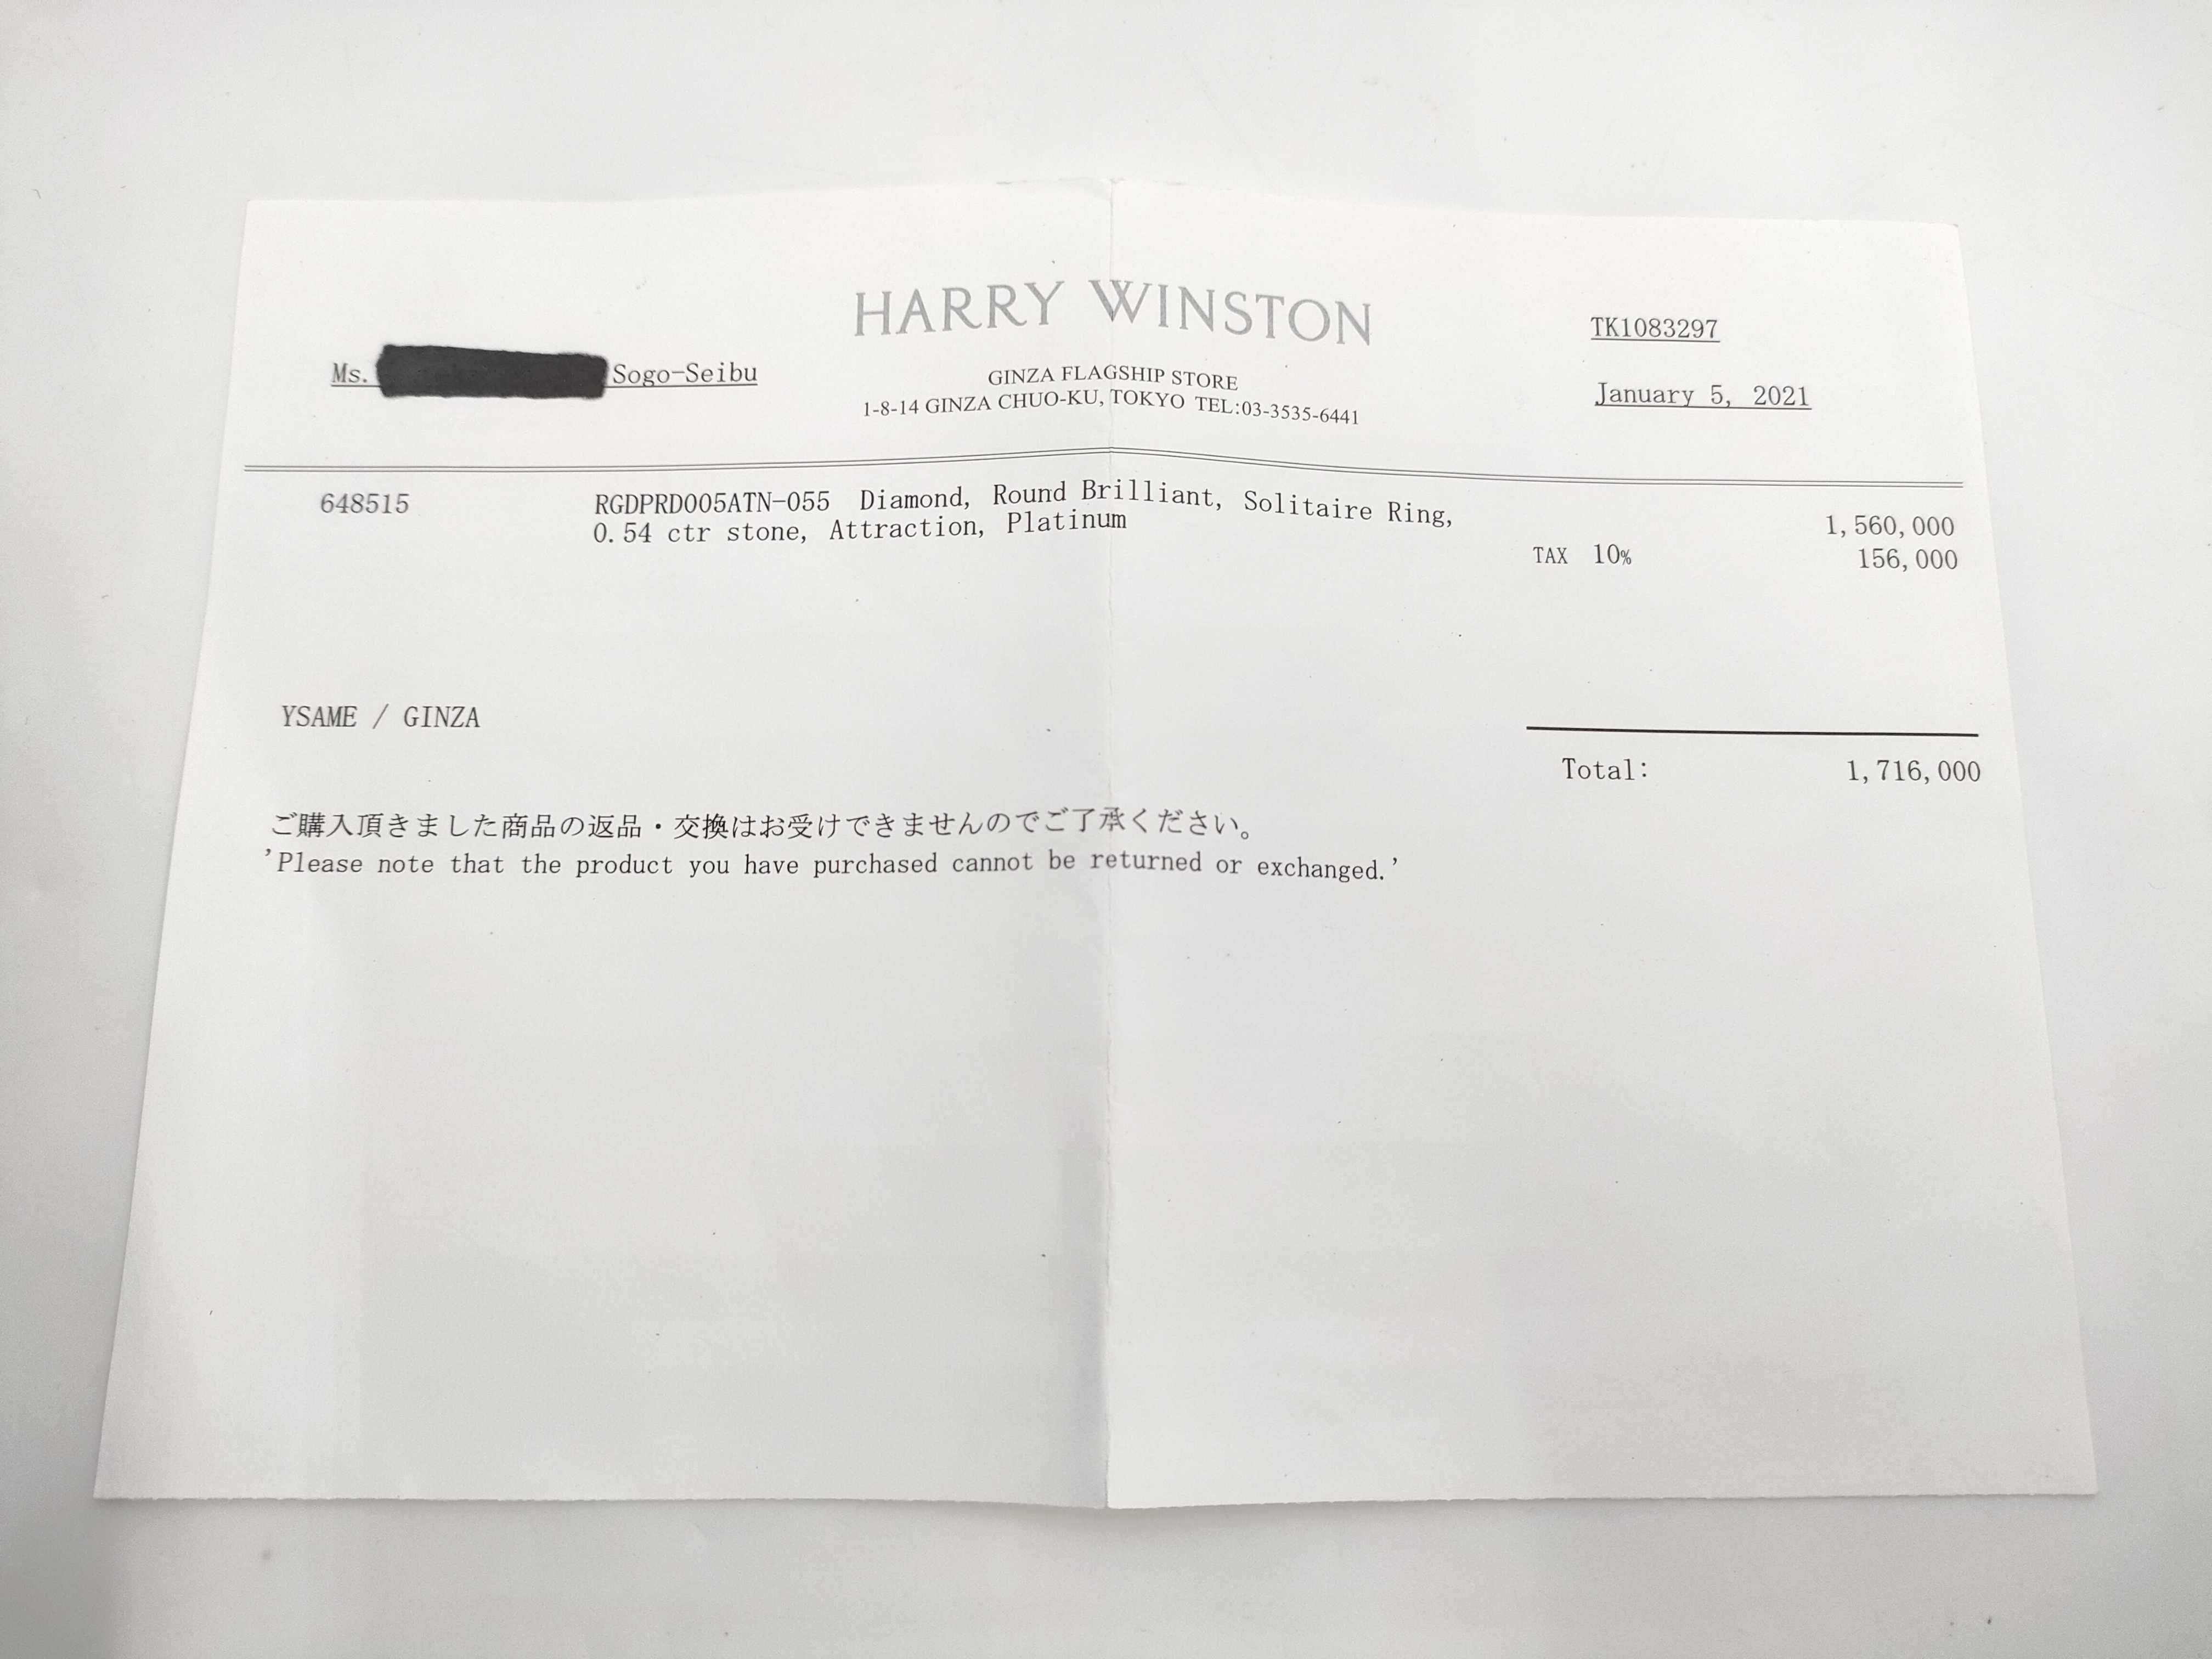 HARRY WINSTON
TK1083297
Ms. Sogo-Seibu
GINZA FLAGSHIP STORE
January 5, 2021
1-8-14 GINZA CHUO-KU, TOKYO TEL:03-3535-6441
648515 RGDPRD005ATN-055 Diamond, Round Brilliant, Solitaire Ring,
0.54 ctr stone, Attraction, Platinum 1,560,000
TAX 10% 156,000
YSAME / GINZA
Total: 1,716,000
ご購入頂きました商品の返品・交換はお受けできませんのでご了承ください。
'Please note that the product you have purchased cannot be returned or exchanged.'